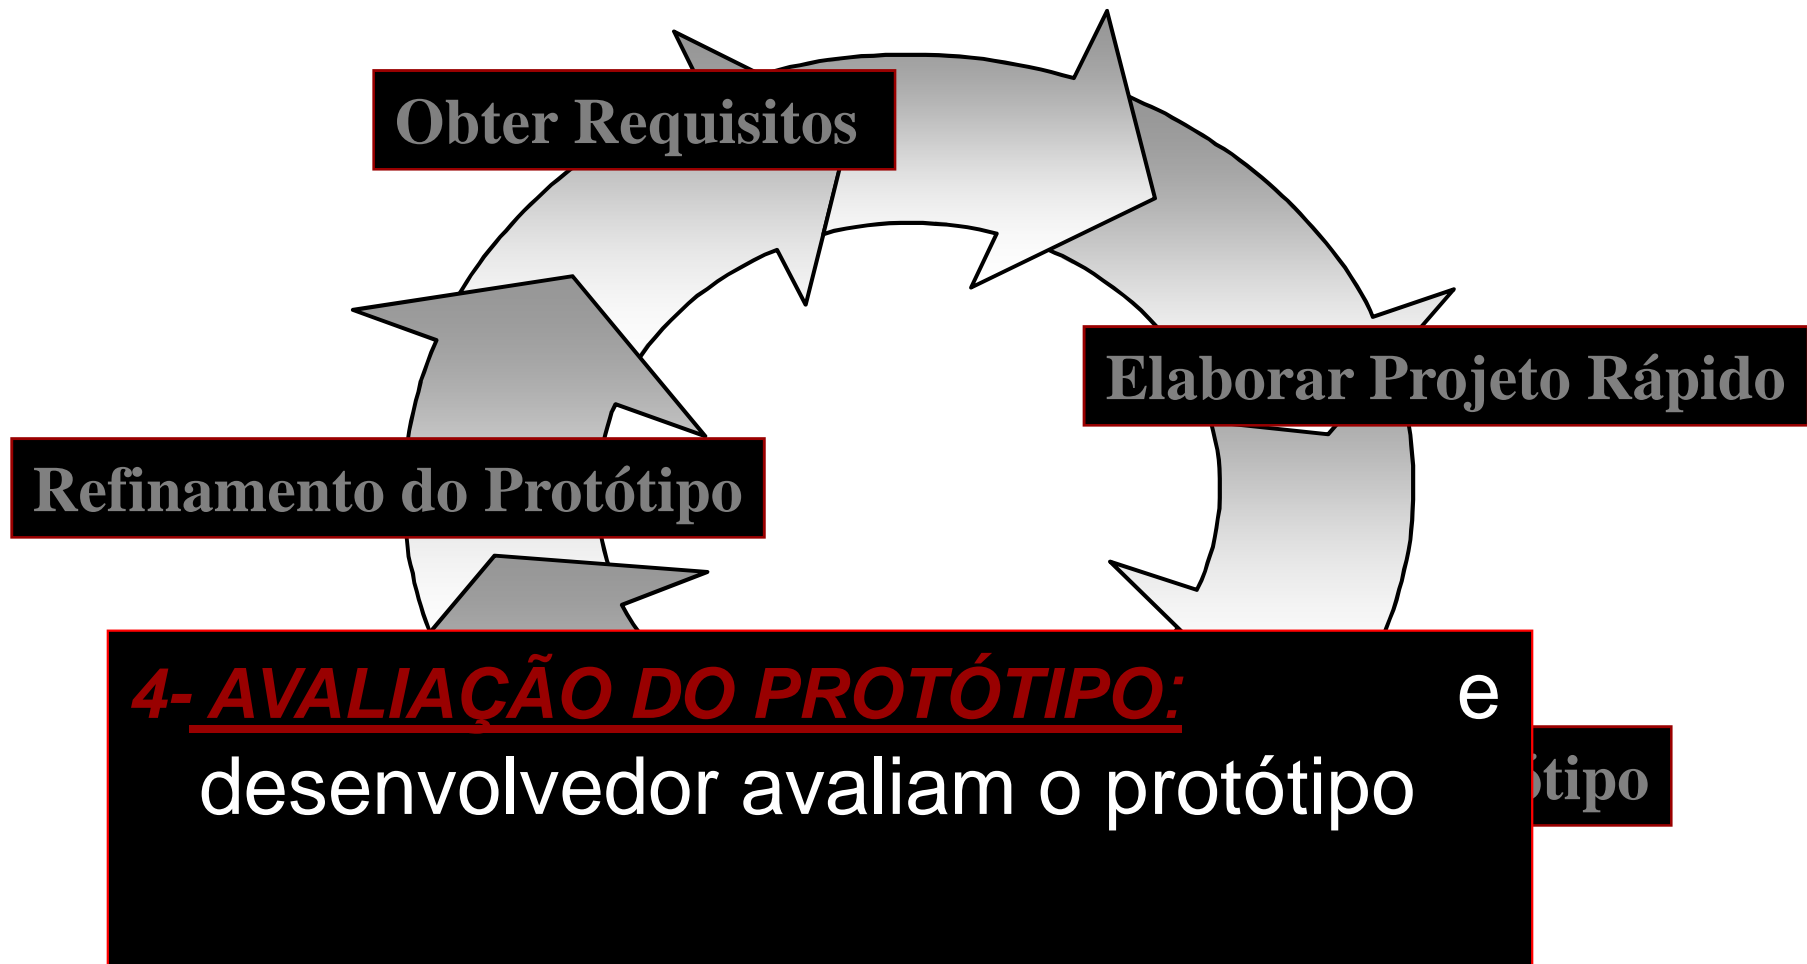 Obter Requisitos
Elaborar Projeto Rápido
Refinamento do Protótipo
4- AVALIAÇÃO DO PROTÓTIPO: e
desenvolvedor avaliam o protótipo
ótipo